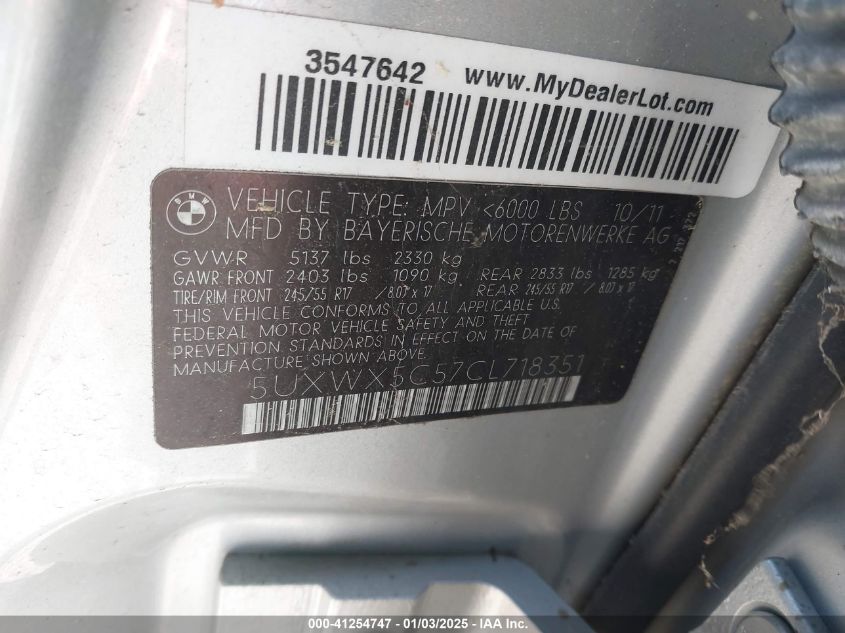 3547642 www.MyDealerLot.com
BMW
VEHICLE TYPE: MPV <6000 LBS 10/11
MFD BY BAYERISCHE MOTORENWERKE AG
GVWR 5137 lbs 2330 kg
GAWR FRONT 2403 lbs 1090 kg REAR 2833 lbs 1285 kg
TIRE/RIM FRONT 245/55 R17 / 8.0J x 17 REAR 245/55 R17 / 8.0J x 17
THIS VEHICLE CONFORMS TO ALL APPLICABLE U.S.
FEDERAL MOTOR VEHICLE SAFETY AND THEFT
PREVENTION STANDARDS IN EFFECT ON THE DATE OF
MANUFACTURE SHOWN ABOVE.
5UXWX5C57CL718351
000-41254747 - 01/03/2025 - IAA Inc.